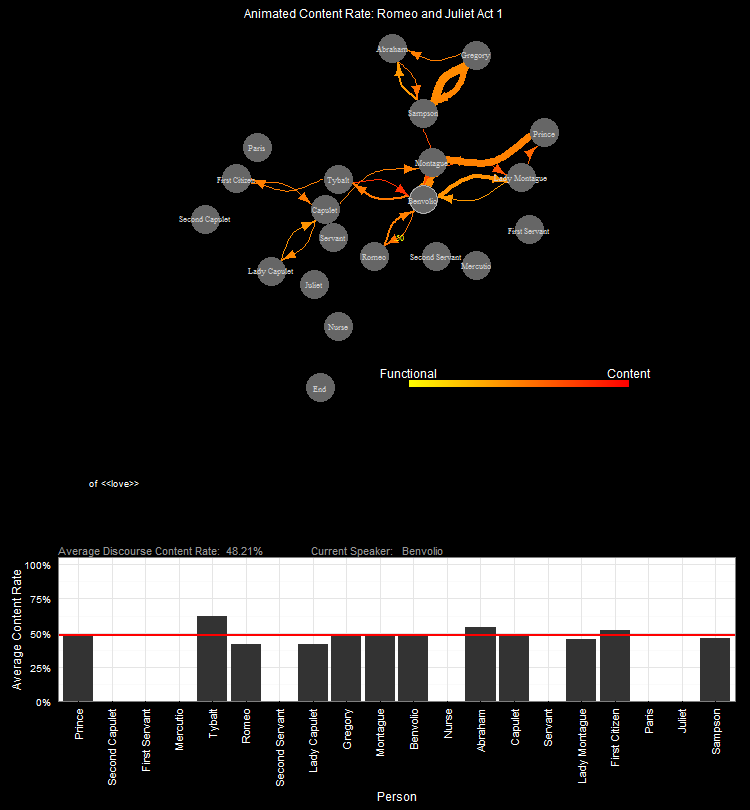 Animated Content Rate: Romeo and Juliet Act 1
Abraham
Gregory
Sampson
Prince
Paris
Montague
First Citizen
Tybalt
Lady Montague
Benvolio
Capulet
Second Capulet
First Servant
Servant
Romeo
Second Servant
Mercutio
Lady Capulet
Juliet
Nurse
Functional Content
End
of <<love>>
Average Discourse Content Rate: 48.21% Current Speaker: Benvolio
Average Content Rate
100%
75%
50%
25%
0%
Prince
Second Capulet
First Servant
Mercutio
Tybalt
Romeo
Second Servant
Lady Capulet
Gregory
Montague
Benvolio
Nurse
Abraham
Capulet
Servant
Lady Montague
First Citizen
Paris
Juliet
Sampson
Person